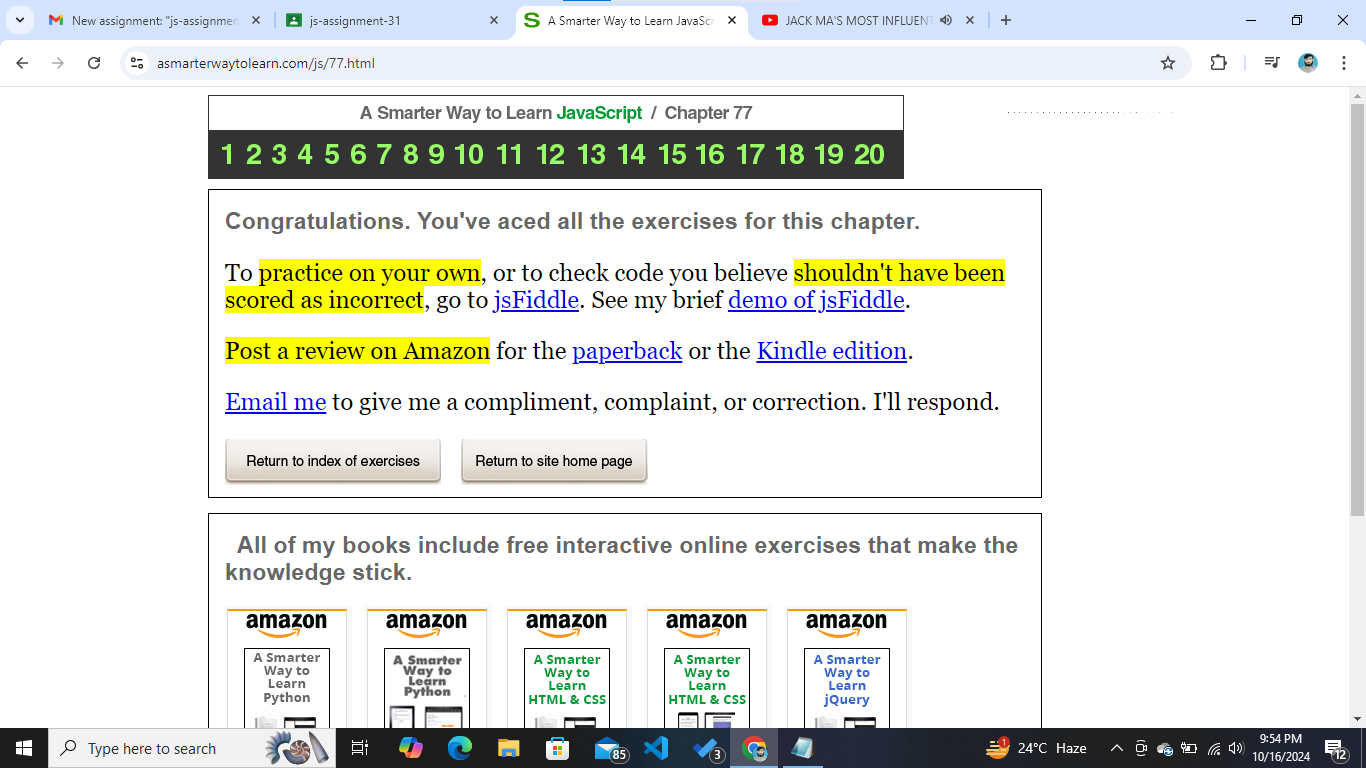 New assignment: "js-assignmen
js-assignment-31
A Smarter Way to Learn JavaScr
JACK MA'S MOST INFLUENT
asmarterwaytolearn.com/js/77.html
A Smarter Way to Learn JavaScript / Chapter 77
1 2 3 4 5 6 7 8 9 10 11 12 13 14 15 16 17 18 19 20
Congratulations. You've aced all the exercises for this chapter.
To practice on your own, or to check code you believe shouldn't have been
scored as incorrect, go to jsFiddle. See my brief demo of jsFiddle.
Post a review on Amazon for the paperback or the Kindle edition.
Email me to give me a compliment, complaint, or correction. I'll respond.
Return to index of exercises
Return to site home page
All of my books include free interactive online exercises that make the
knowledge stick.
amazon
A Smarter
Way to
Learn
Python
amazon
A Smarter
Way to
Learn
Python
amazon
A Smarter
Way to
Learn
HTML & CSS
amazon
A Smarter
Way to
Learn
HTML & CSS
amazon
A Smarter
Way to
Learn
jQuery
Type here to search
85
3
1
24°C Haze
9:54 PM
10/16/2024
12